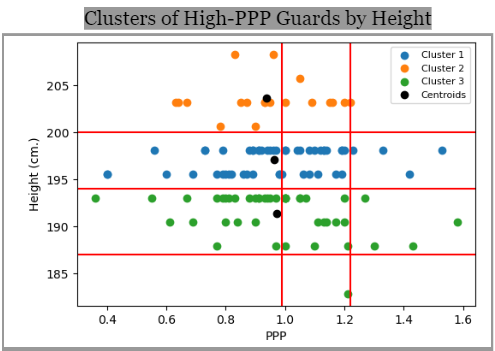 Clusters of High-PPP Guards by Height
Cluster 1
Cluster 2
Cluster 3
Centroids
205
200
195
190
185
Height (cm.)
0.4 0.6 0.8 1.0 1.2 1.4 1.6
PPP